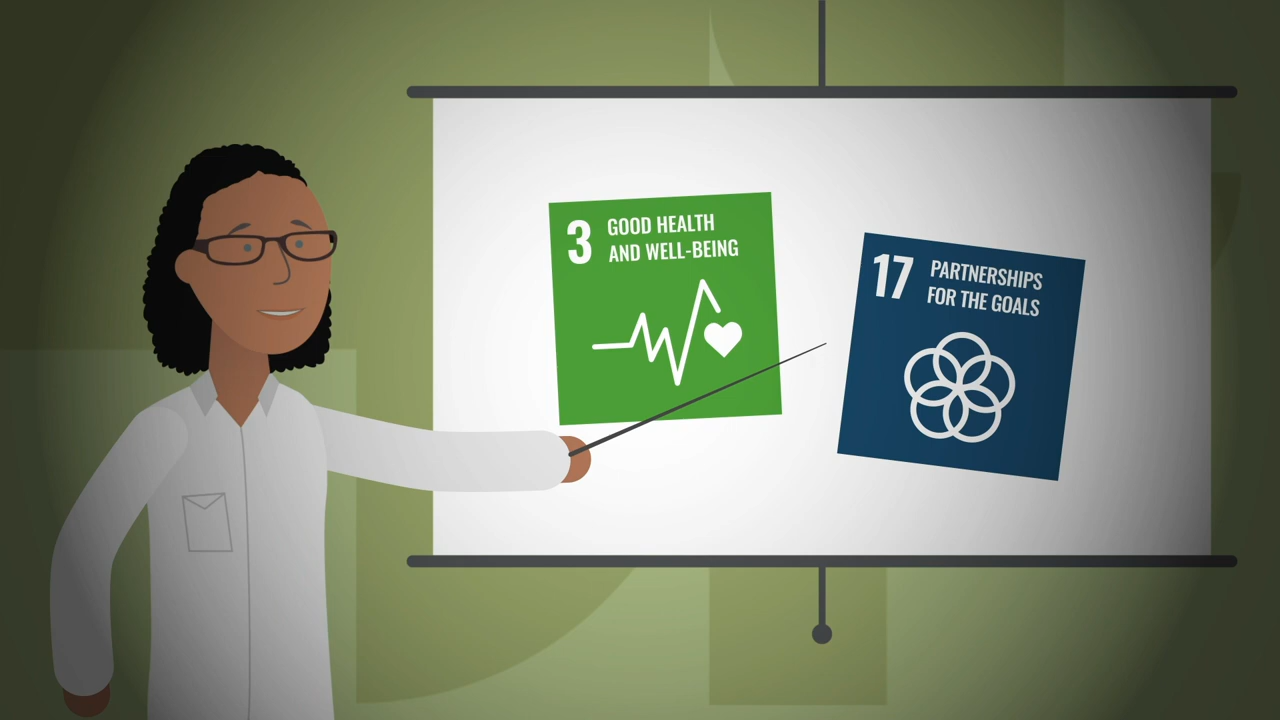 3
GOOD HEALTH
AND WELL-BEING
17
PARTNERSHIPS
FOR THE GOALS